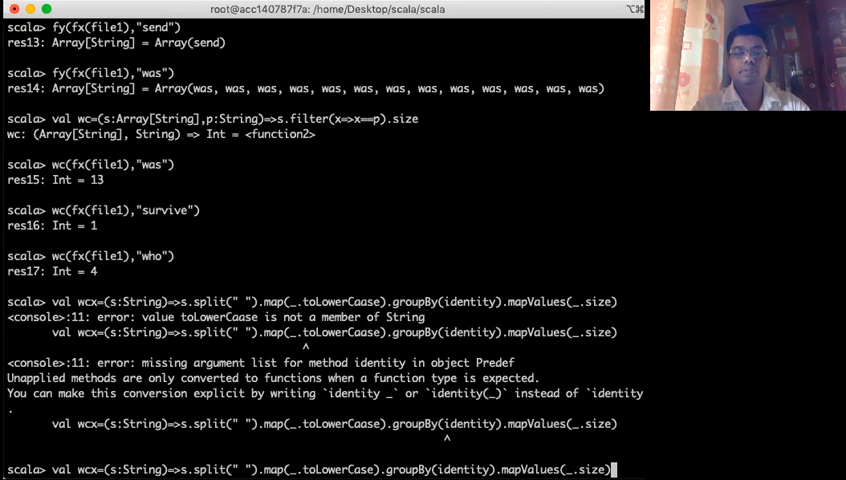 root@acc140787f7a: /home/Desktop/scala/scala
⌥⌘
scala> fy(fx(file1),"send")
res13: Array[String] = Array(send)
scala> fy(fx(file1),"was")
res14: Array[String] = Array(was, was, was, was, was, was, was, was, was, was, was, was, was)
scala> val wc=(s:Array[String],p:String)=>s.filter(x=>x==p).size
wc: (Array[String], String) => Int = <function2>
scala> wc(fx(file1),"was")
res15: Int = 13
scala> wc(fx(file1),"survive")
res16: Int = 1
scala> wc(fx(file1),"who")
res17: Int = 4
scala> val wcx=(s:String)=>s.split(" ").map(_.toLowerCaase).groupBy(identity).mapValues(_.size)
<console>:11: error: value toLowerCaase is not a member of String
val wcx=(s:String)=>s.split(" ").map(_.toLowerCaase).groupBy(identity).mapValues(_.size)
^
<console>:11: error: missing argument list for method identity in object Predef
Unapplied methods are only converted to functions when a function type is expected.
You can make this conversion explicit by writing `identity _` or `identity(_)` instead of `identity
.
val wcx=(s:String)=>s.split(" ").map(_.toLowerCaase).groupBy(identity).mapValues(_.size)
^
scala> val wcx=(s:String)=>s.split(" ").map(_.toLowerCase).groupBy(identity).mapValues(_.size)